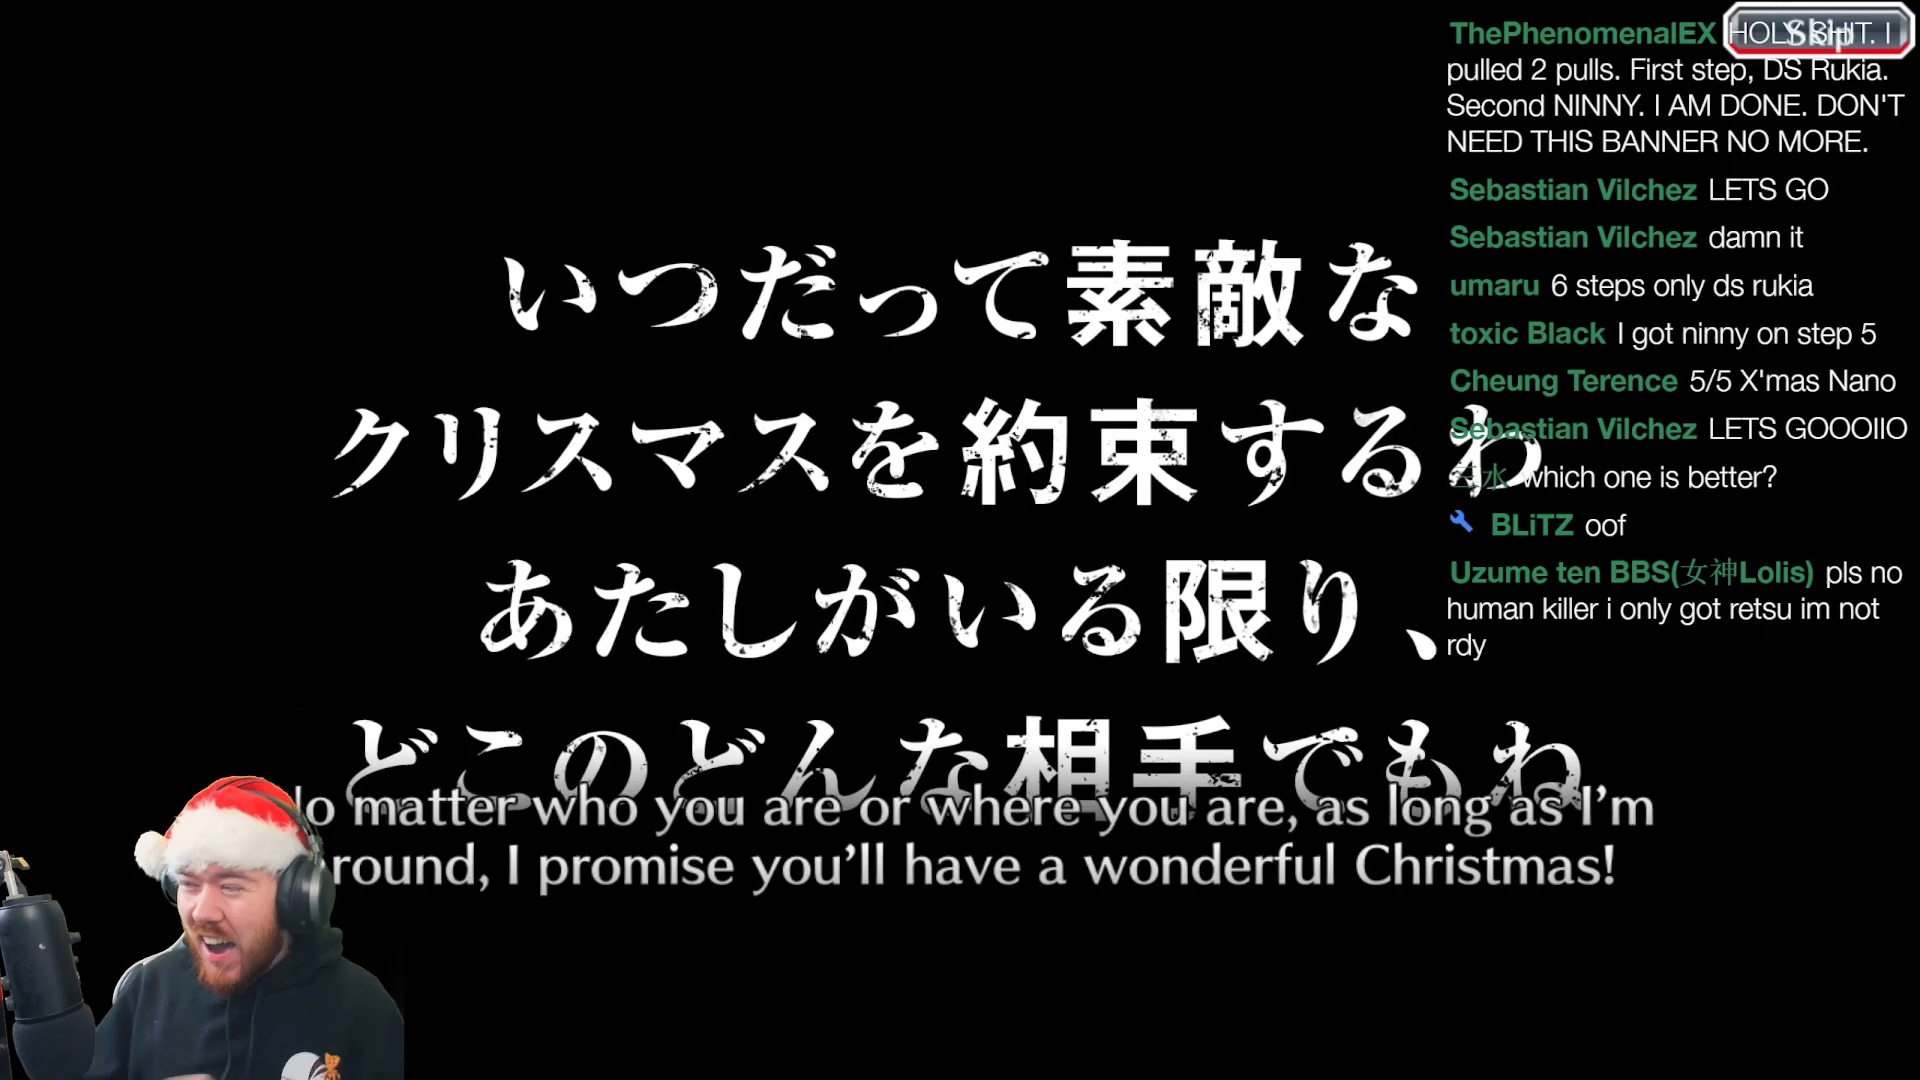 Skip
いつだって素敵な
クリスマスを約束するわ
あたしがいる限り、
どこのどんな相手でもね
o matter who you are or where you are, as long as I'm
round, I promise you'll have a wonderful Christmas!
ThePhenomenalEX HOLY SHIT. I
pulled 2 pulls. First step, DS Rukia.
Second NINNY. I AM DONE. DON'T
NEED THIS BANNER NO MORE.
Sebastian Vilchez LETS GO
Sebastian Vilchez damn it
umaru 6 steps only ds rukia
toxic Black I got ninny on step 5
Cheung Terence 5/5 X'mas Nano
Sebastian Vilchez LETS GOOOIIO
水 which one is better?
BLiTZ oof
Uzume ten BBS(女神Lolis) pls no
human killer i only got retsu im not
rdy